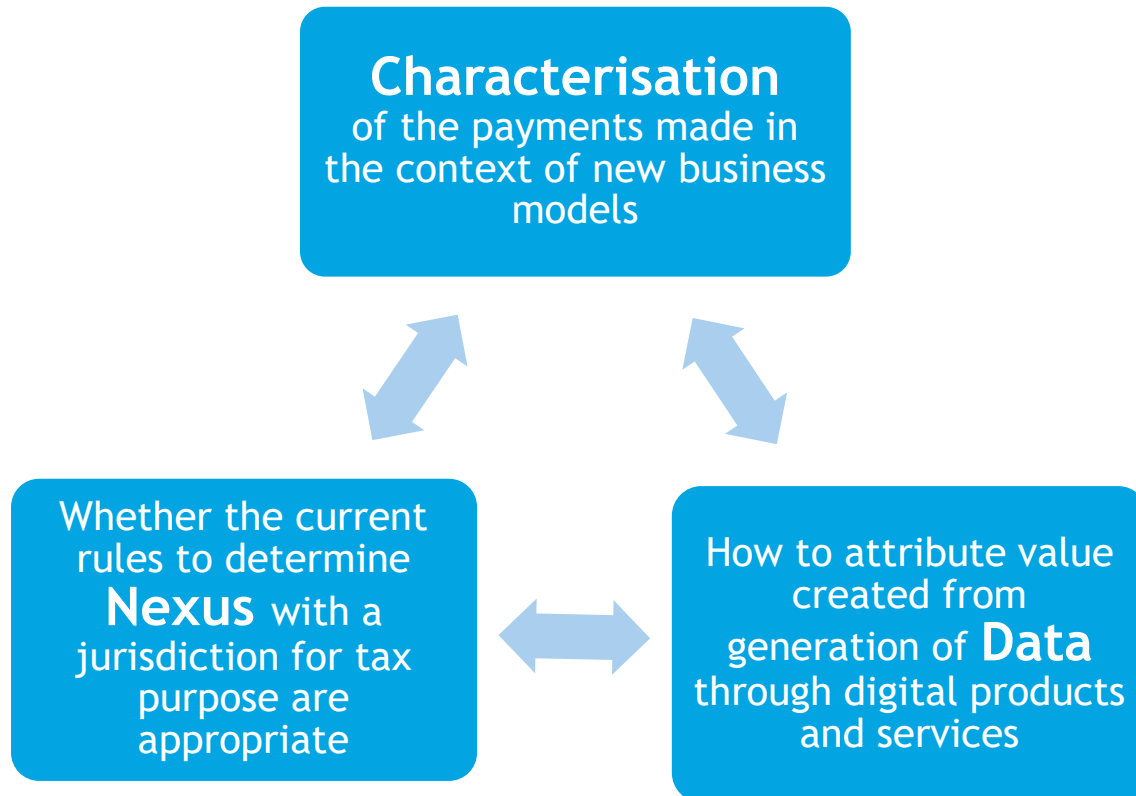 Characterisation
of the payments made in
the context of new business
models
Whether the current
rules to determine
Nexus with a
jurisdiction for tax
purpose are
appropriate
How to attribute value
created from
generation of Data
through digital products
and services